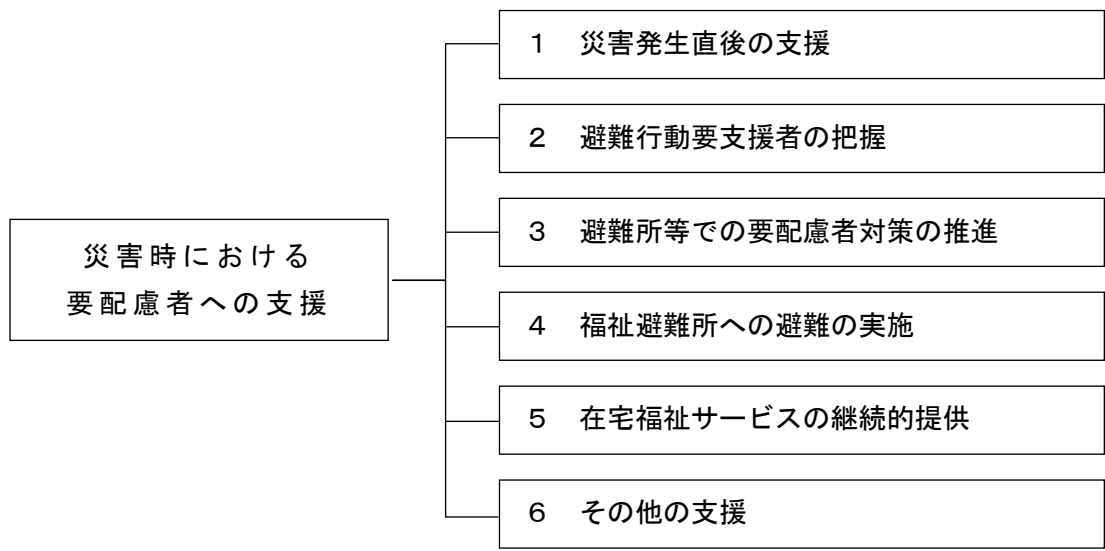 災害時における
要配慮者への支援
１　災害発生直後の支援
２　避難行動要支援者の把握
３　避難所等での要配慮者対策の推進
４　福祉避難所への避難の実施
５　在宅福祉サービスの継続的提供
６　その他の支援